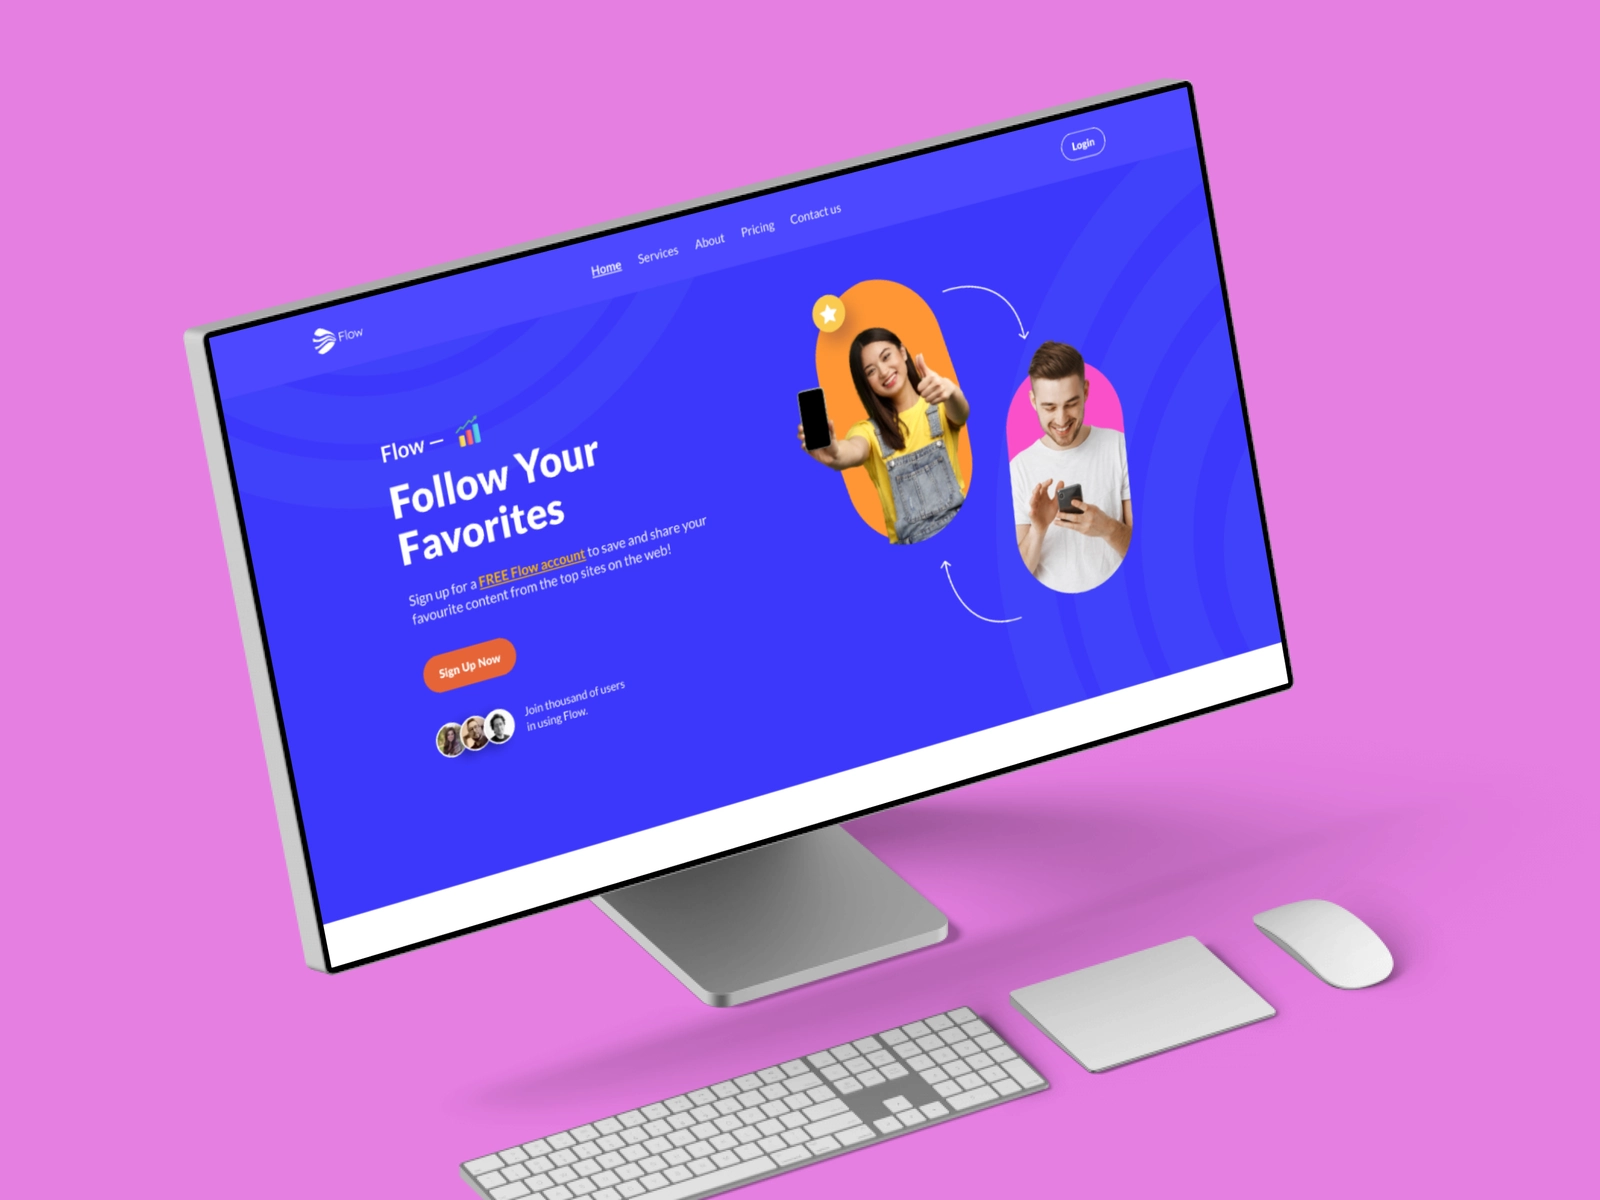 Flow
Home Services About Pricing Contact us
Login
Flow –
Follow Your
Favorites
Sign up for a FREE Flow account to save and share your
favourite content from the top sites on the web!
Sign Up Now
Join thousand of users
in using Flow.